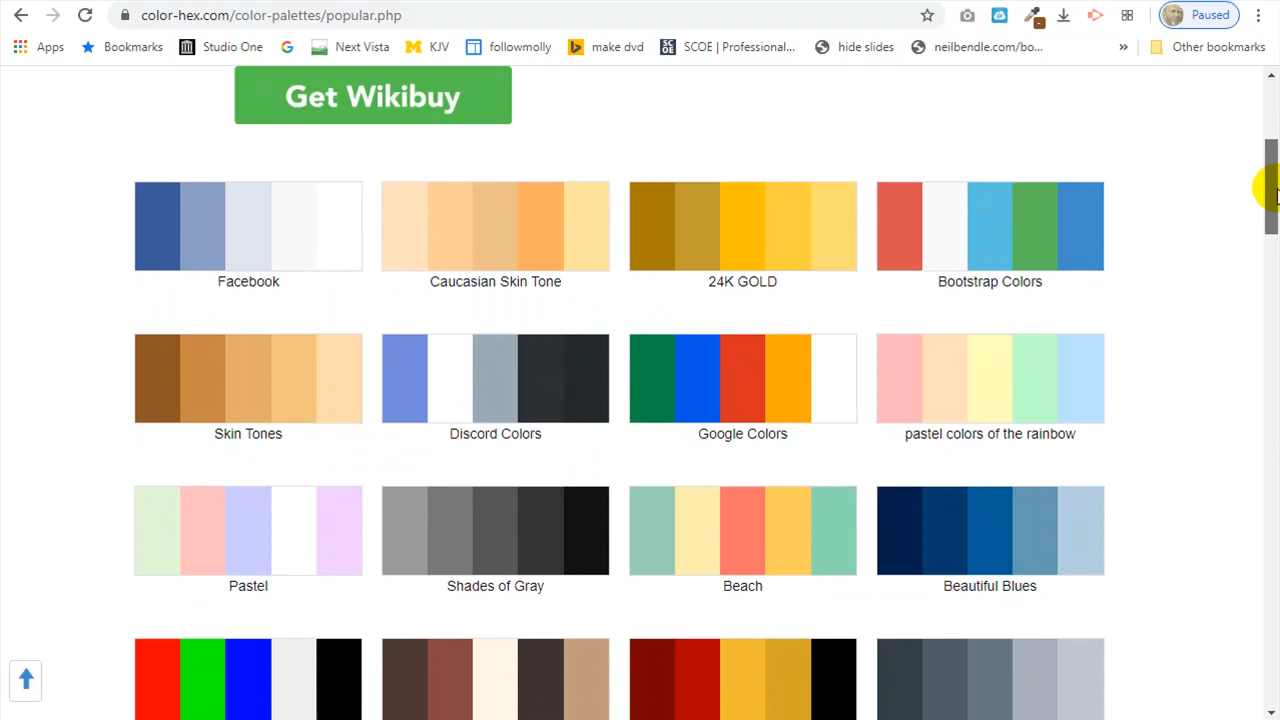 color-hex.com/color-palettes/popular.php
Paused
Apps Bookmarks Studio One Next Vista KJV followmolly make dvd SCOE | Professional... hide slides neilbendle.com/bo... » Other bookmarks
Get Wikibuy
Facebook Caucasian Skin Tone 24K GOLD Bootstrap Colors
Skin Tones Discord Colors Google Colors pastel colors of the rainbow
Pastel Shades of Gray Beach Beautiful Blues